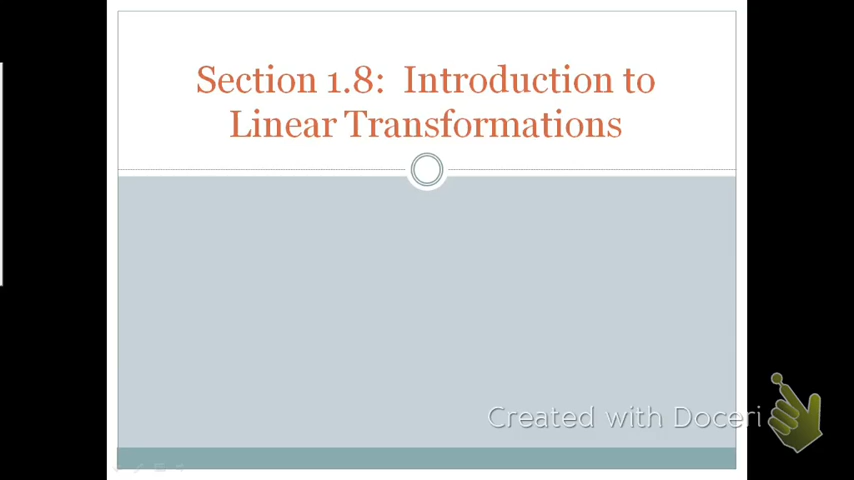 Section 1.8:  Introduction to
Linear Transformations
Created with Doceri